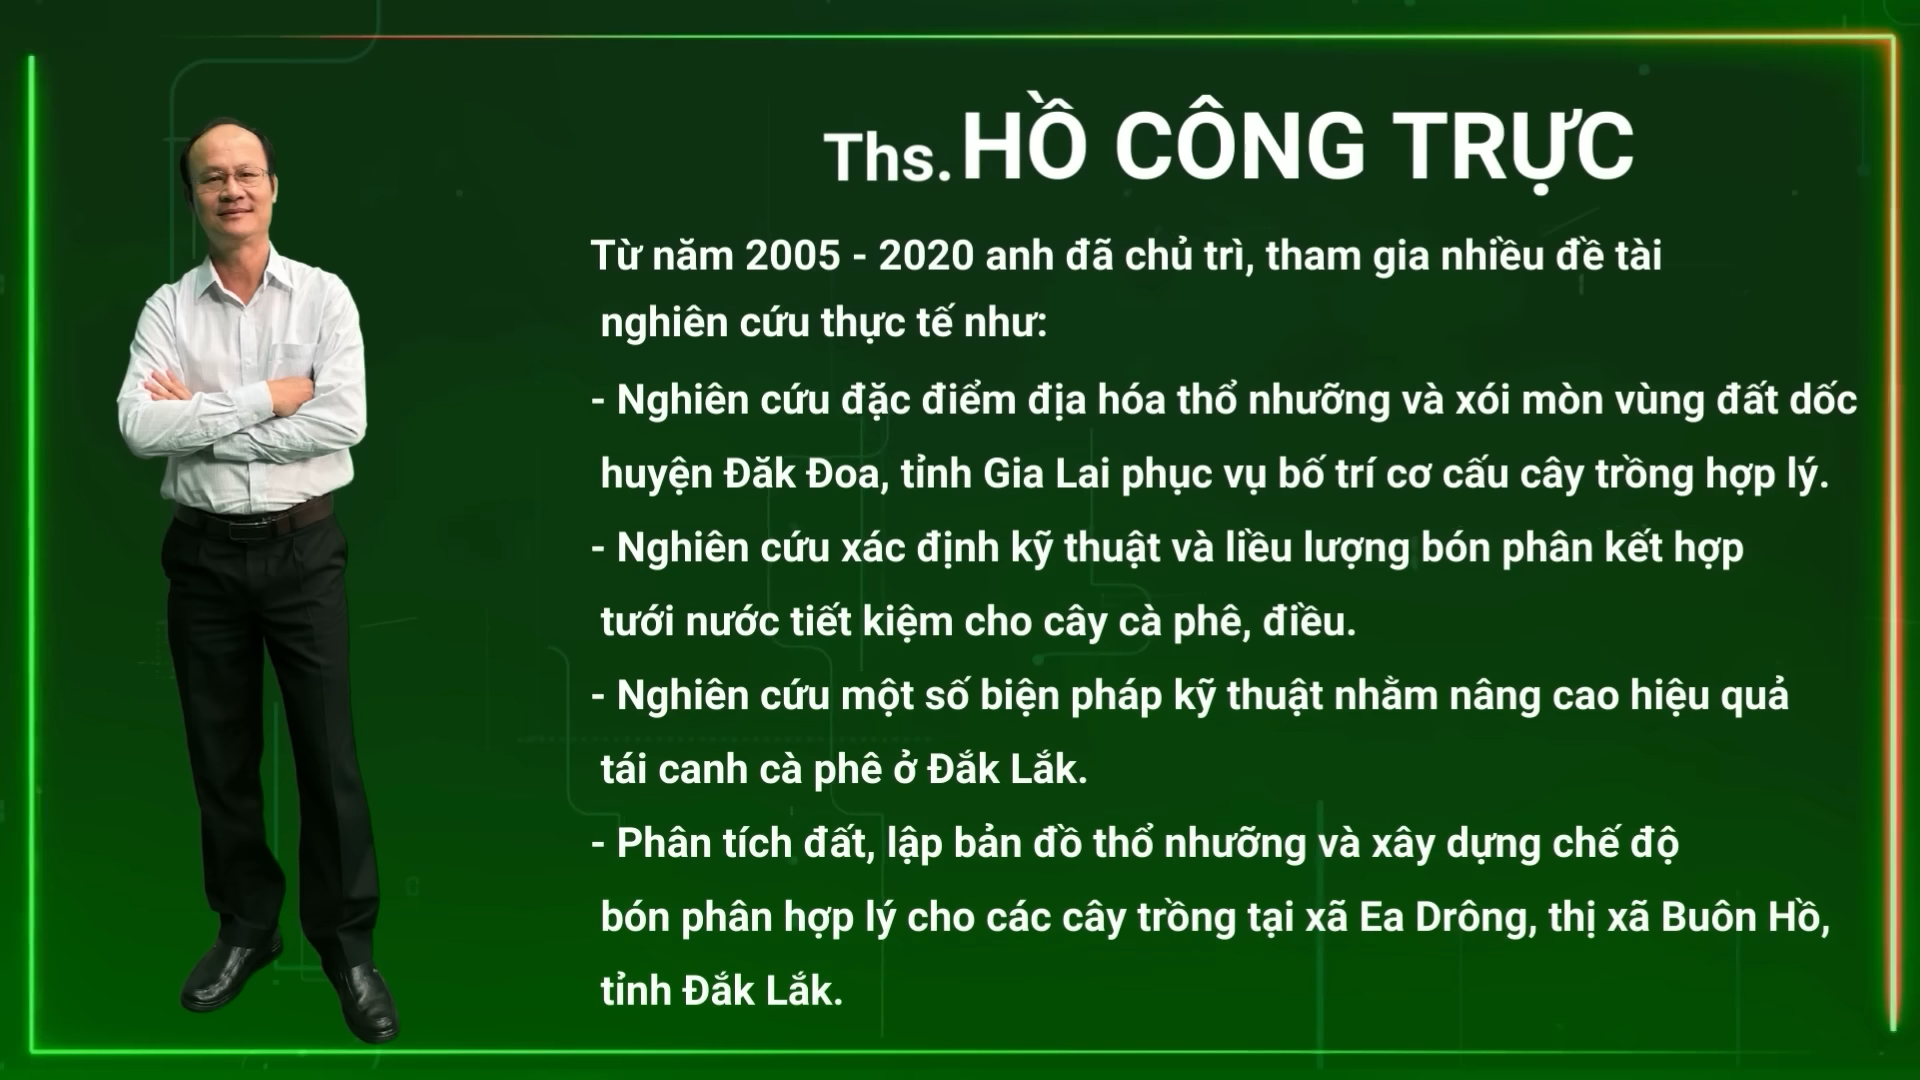 Ths. HỒ CÔNG TRỰC
Từ năm 2005 - 2020 anh đã chủ trì, tham gia nhiều đề tài
nghiên cứu thực tế như:
- Nghiên cứu đặc điểm địa hóa thổ nhưỡng và xói mòn vùng đất dốc
huyện Đăk Đoa, tỉnh Gia Lai phục vụ bố trí cơ cấu cây trồng hợp lý.
- Nghiên cứu xác định kỹ thuật và liều lượng bón phân kết hợp
tưới nước tiết kiệm cho cây cà phê, điều.
- Nghiên cứu một số biện pháp kỹ thuật nhằm nâng cao hiệu quả
tái canh cà phê ở Đắk Lắk.
- Phân tích đất, lập bản đồ thổ nhưỡng và xây dựng chế độ
bón phân hợp lý cho các cây trồng tại xã Ea Drông, thị xã Buôn Hồ,
tỉnh Đắk Lắk.